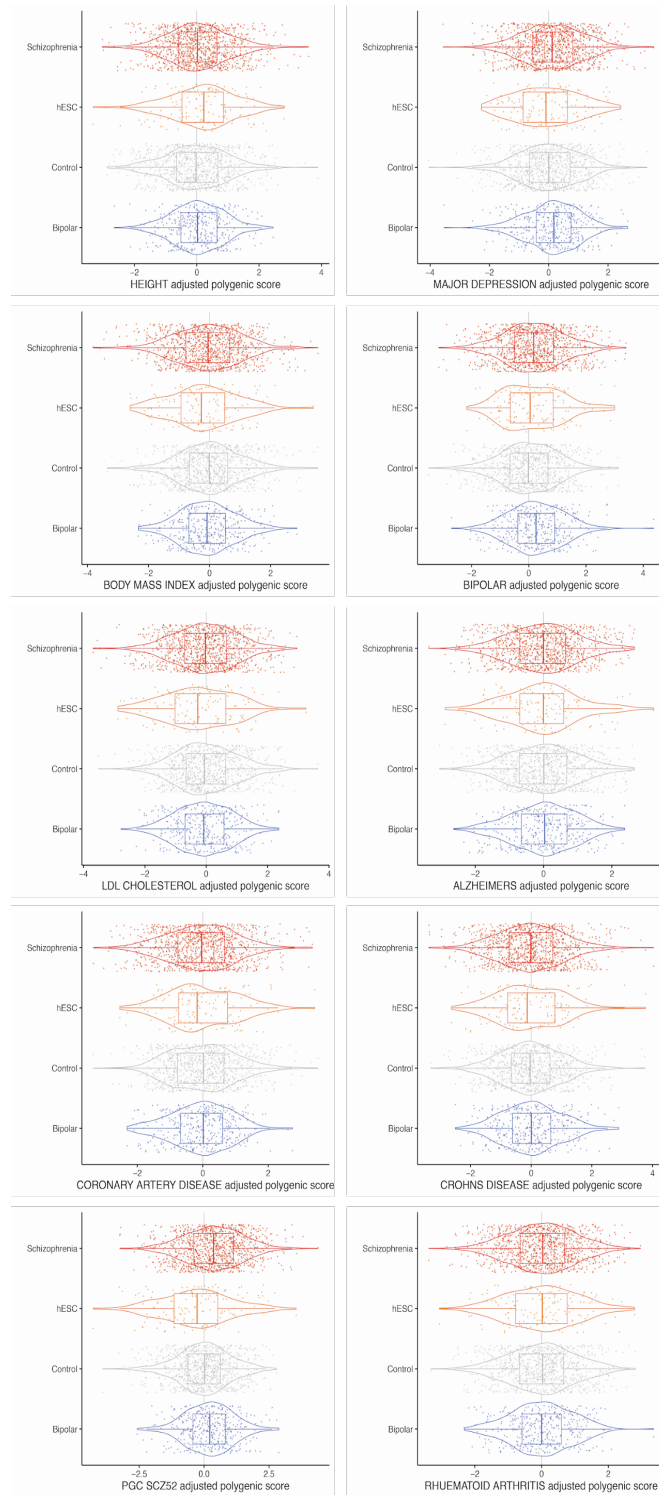 Schizophrenia
hESC
Control
Bipolar
−2 0 2 4
HEIGHT adjusted polygenic score
Schizophrenia
hESC
Control
Bipolar
−4 −2 0 2
MAJOR DEPRESSION adjusted polygenic score
Schizophrenia
hESC
Control
Bipolar
−4 −2 0 2
BODY MASS INDEX adjusted polygenic score
Schizophrenia
hESC
Control
Bipolar
−2 0 2 4
BIPOLAR adjusted polygenic score
Schizophrenia
hESC
Control
Bipolar
−4 −2 0 2 4
LDL CHOLESTEROL adjusted polygenic score
Schizophrenia
hESC
Control
Bipolar
−2 0 2
ALZHEIMERS adjusted polygenic score
Schizophrenia
hESC
Control
Bipolar
−2 0 2
CORONARY ARTERY DISEASE adjusted polygenic score
Schizophrenia
hESC
Control
Bipolar
−2 0 2 4
CROHNS DISEASE adjusted polygenic score
Schizophrenia
hESC
Control
Bipolar
−2.5 0.0 2.5
PGC SCZ52 adjusted polygenic score
Schizophrenia
hESC
Control
Bipolar
−2 0 2
RHUEMATOID ARTHRITIS adjusted polygenic score